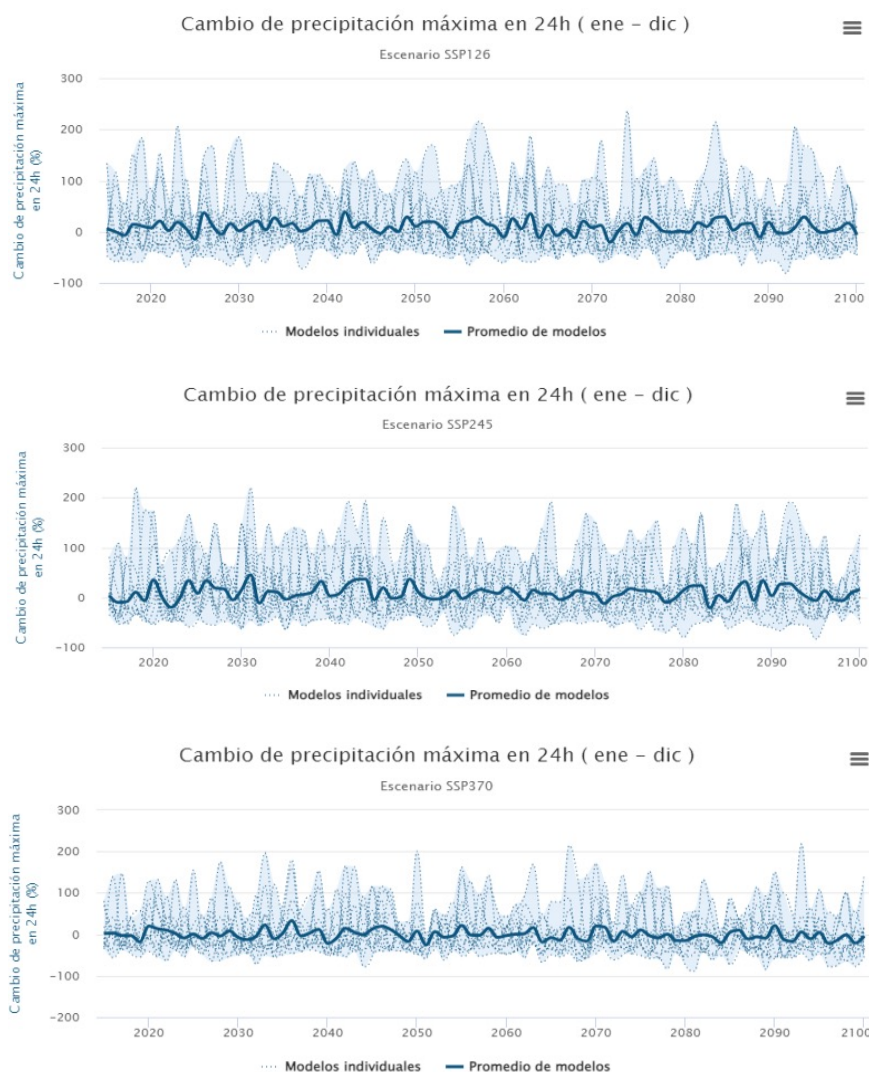 Cambio de precipitación máxima en 24h ( ene – dic )
Escenario SSP126
Cambio de precipitación máxima
en 24h (%)
300
200
100
0
−100
2020 2030 2040 2050 2060 2070 2080 2090 2100
Modelos individuales Promedio de modelos
Cambio de precipitación máxima en 24h ( ene – dic )
Escenario SSP245
Cambio de precipitación máxima
en 24h (%)
300
200
100
0
−100
2020 2030 2040 2050 2060 2070 2080 2090 2100
Modelos individuales Promedio de modelos
Cambio de precipitación máxima en 24h ( ene – dic )
Escenario SSP370
Cambio de precipitación máxima
en 24h (%)
300
200
100
0
−100
−200
2020 2030 2040 2050 2060 2070 2080 2090 2100
Modelos individuales Promedio de modelos